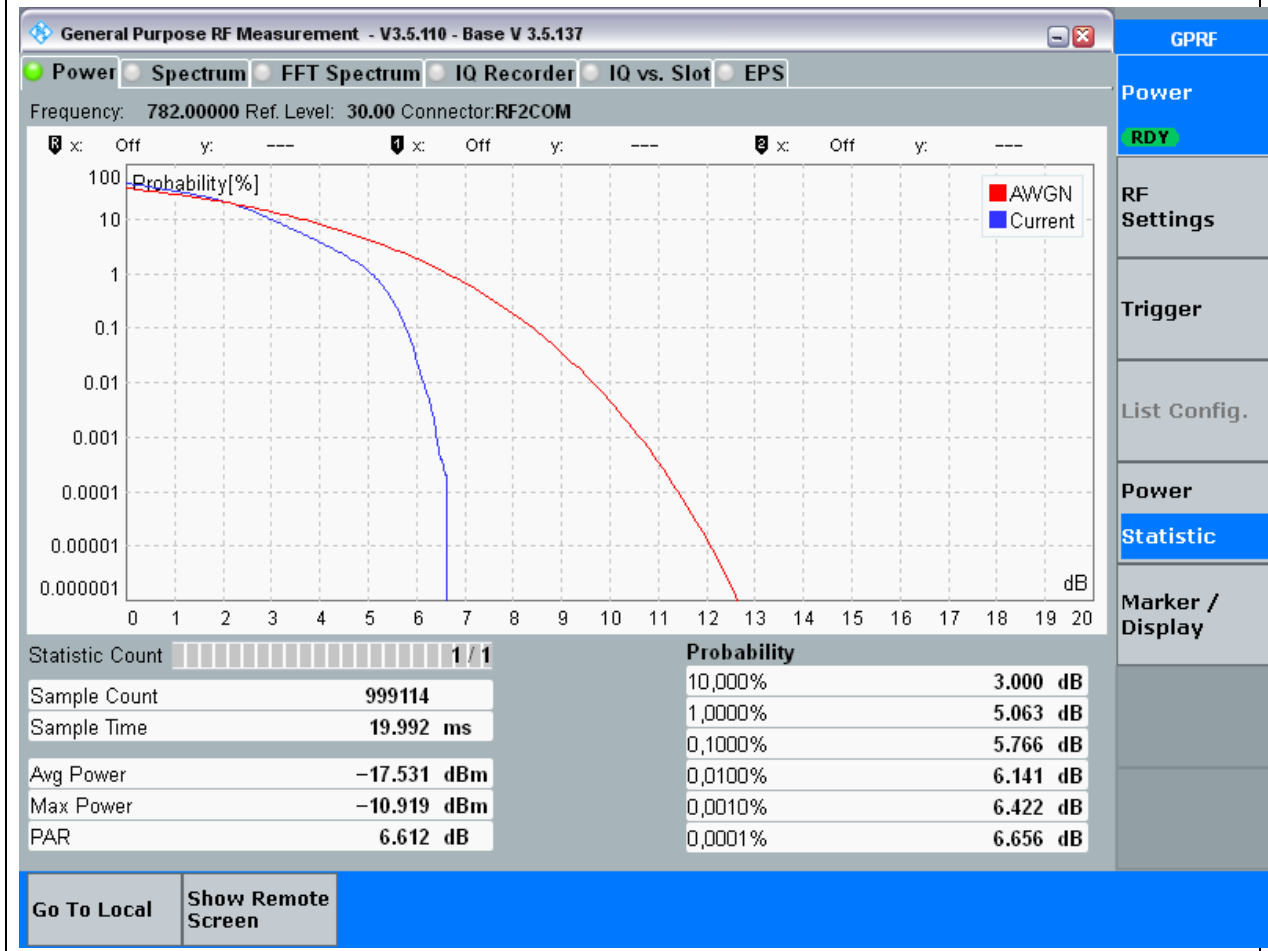 General Purpose RF Measurement - V3.5.110 - Base V 3.5.137
GPRF
Power Spectrum FFT Spectrum IQ Recorder IQ vs. Slot EPS
Frequency: 782.00000 Ref. Level: 30.00 Connector:RF2COM
R x: Off y: --- 1 x: Off y: --- 2 x: Off y: ---
Probability[%]
AWGN
Current
100
10
1
0.1
0.01
0.001
0.0001
0.00001
0.000001
dB
0 1 2 3 4 5 6 7 8 9 10 11 12 13 14 15 16 17 18 19 20
Statistic Count 1 / 1
Sample Count 999114
Sample Time 19.992 ms
Avg Power −17.531 dBm
Max Power −10.919 dBm
PAR 6.612 dB
Probability
10,000% 3.000 dB
1,0000% 5.063 dB
0,1000% 5.766 dB
0,0100% 6.141 dB
0,0010% 6.422 dB
0,0001% 6.656 dB
Power
RDY
RF
Settings
Trigger
List Config.
Power
Statistic
Marker /
Display
Go To Local
Show Remote
Screen